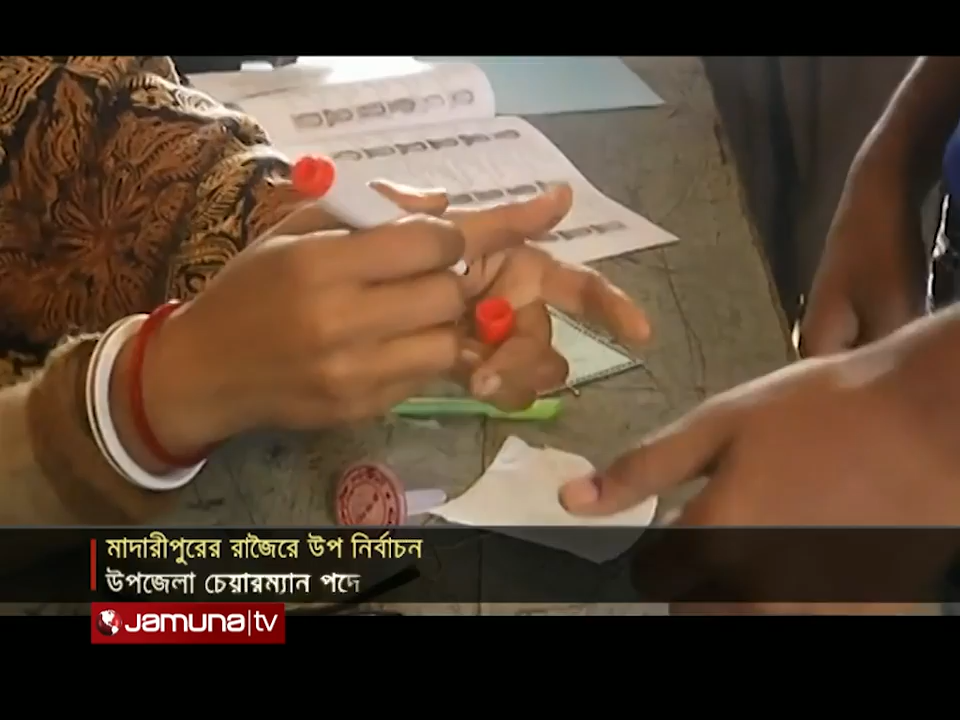 মাদারীপুরের রাজৈরে উপ নির্বাচন
উপজেলা চেয়ারম্যান পদে
JAMUNA|tv